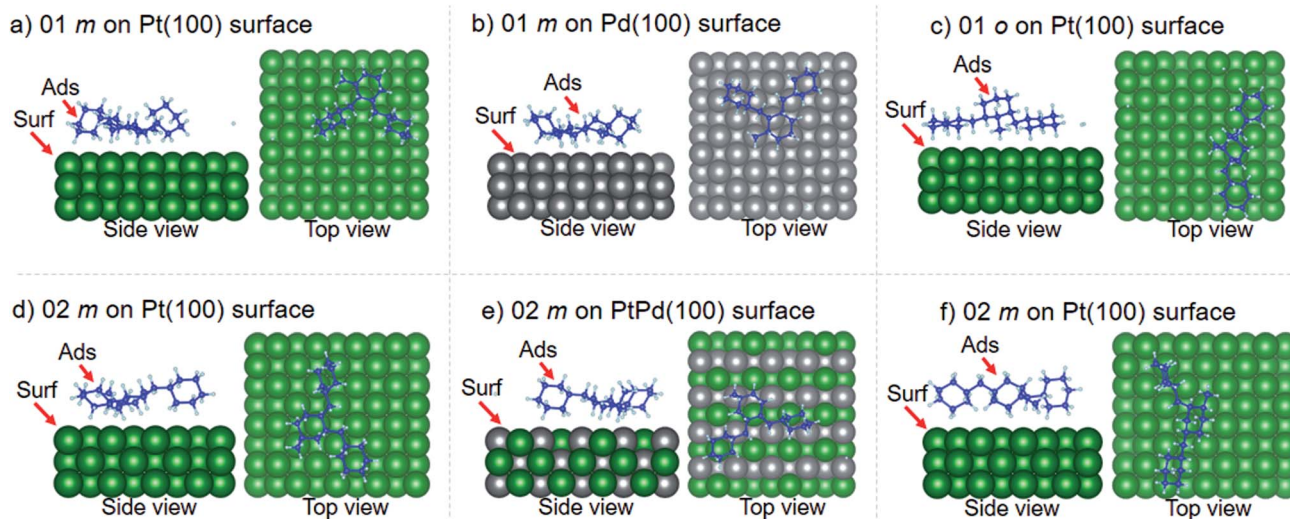 a) 01 m on Pt(100) surface
Ads
Surf
Side view
Top view
b) 01 m on Pd(100) surface
Ads
Surf
Side view
Top view
c) 01 o on Pt(100) surface
Ads
Surf
Side view
Top view
d) 02 m on Pt(100) surface
Ads
Surf
Side view
Top view
e) 02 m on PtPd(100) surface
Ads
Surf
Side view
Top view
f) 02 m on Pt(100) surface
Ads
Surf
Side view
Top view